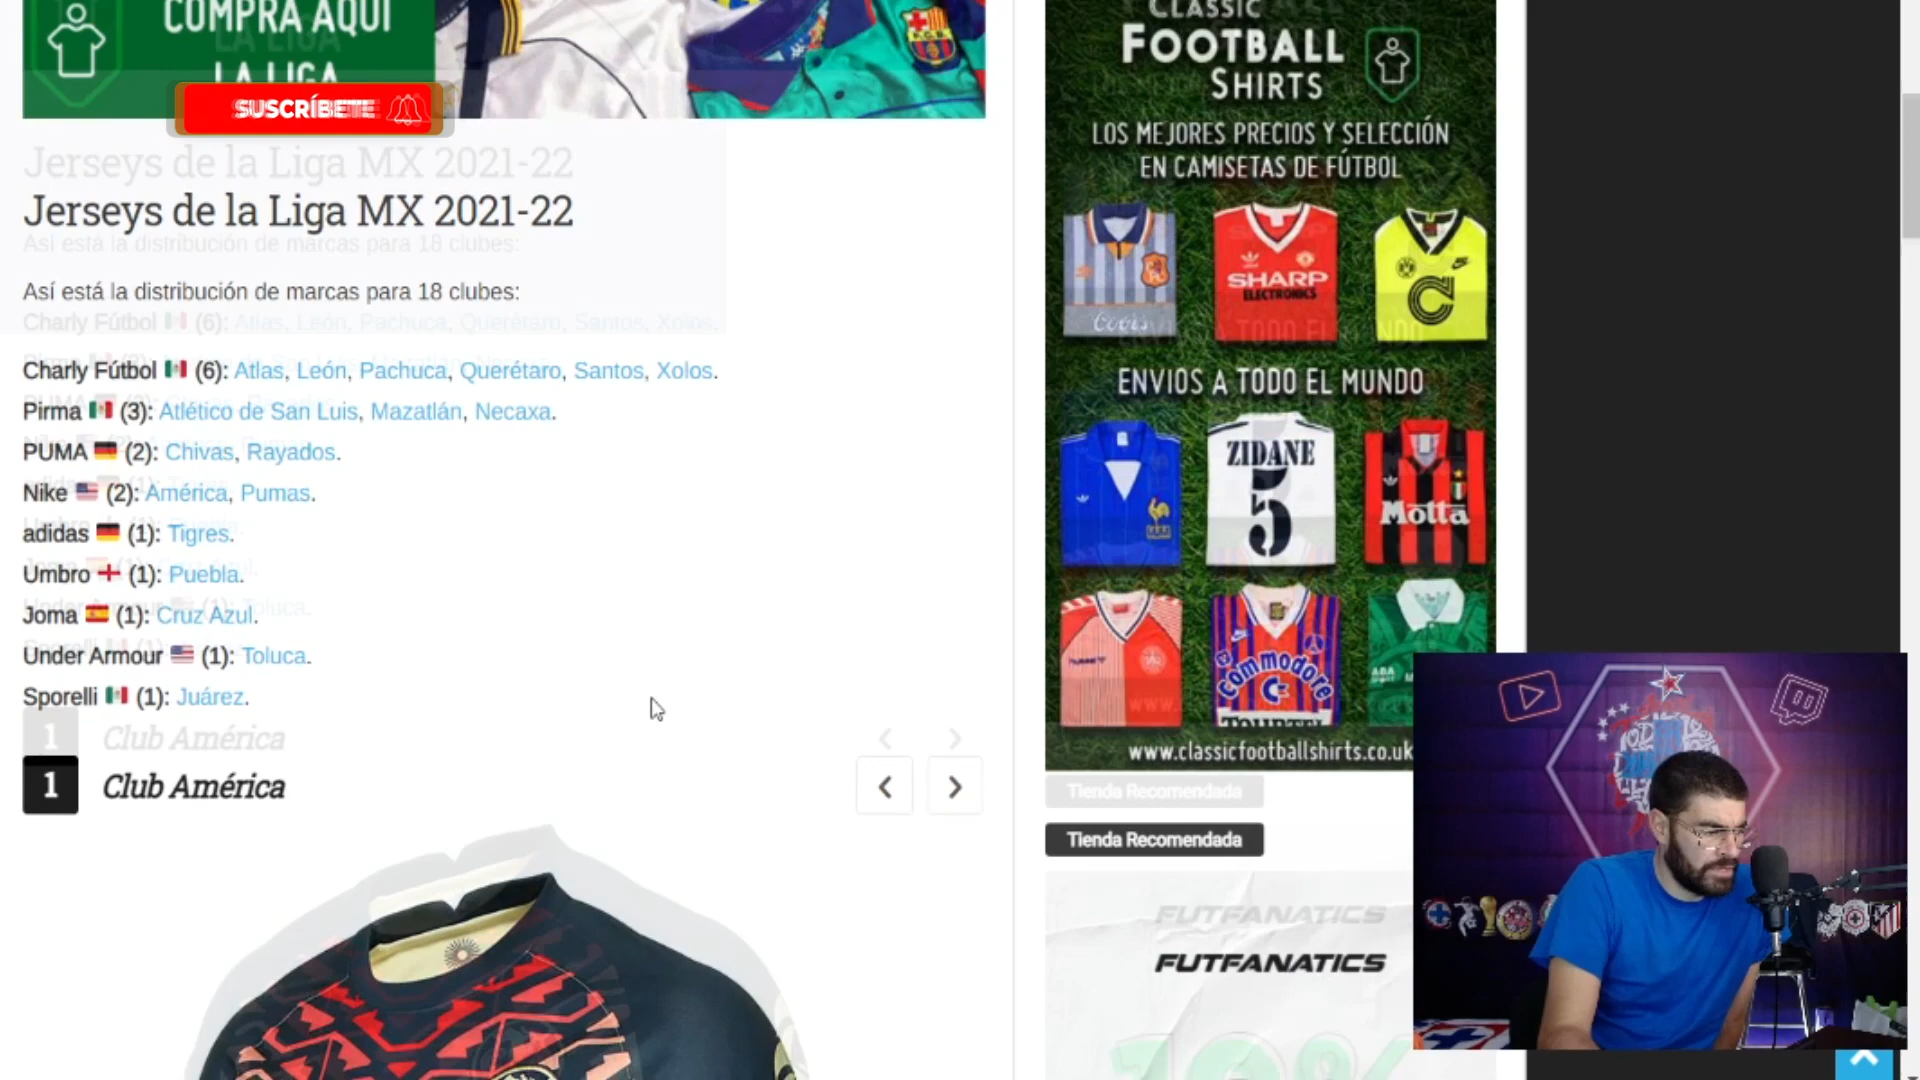 COMPRA AQUÍ
LA LIGA
SUSCRÍBETE
Jerseys de la Liga MX 2021-22
Así está la distribución de marcas para 18 clubes:
Charly Fútbol (6): Atlas, León, Pachuca, Querétaro, Santos, Xolos.
Pirma (3): Atlético de San Luis, Mazatlán, Necaxa.
PUMA (2): Chivas, Rayados.
Nike (2): América, Pumas.
adidas (1): Tigres.
Umbro (1): Puebla.
Joma (1): Cruz Azul.
Under Armour (1): Toluca.
Sporelli (1): Juárez.
1 Club América
CLASSIC
FOOTBALL
SHIRTS
LOS MEJORES PRECIOS Y SELECCIÓN
EN CAMISETAS DE FÚTBOL
SHARP
ELECTRONICS
ENVIOS A TODO EL MUNDO
ZIDANE
5
Motta
Commodore
www.classicfootballshirts.co.uk
Tienda Recomendada
FUTFANATICS
10%